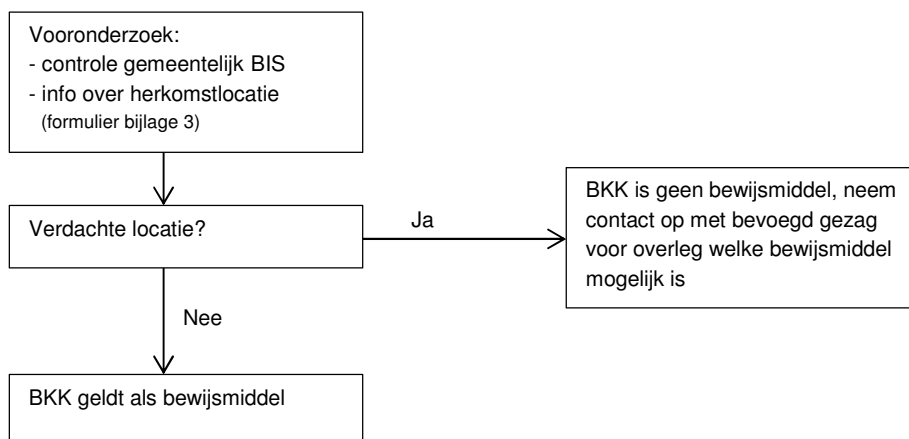 Vooronderzoek:
- controle gemeentelijk BIS
- info over herkomstlocatie
(formulier bijlage 3)
Verdachte locatie?
Ja
BKK is geen bewijsmiddel, neem
contact op met bevoegd gezag
voor overleg welke bewijsmiddel
mogelijk is
Nee
BKK geldt als bewijsmiddel